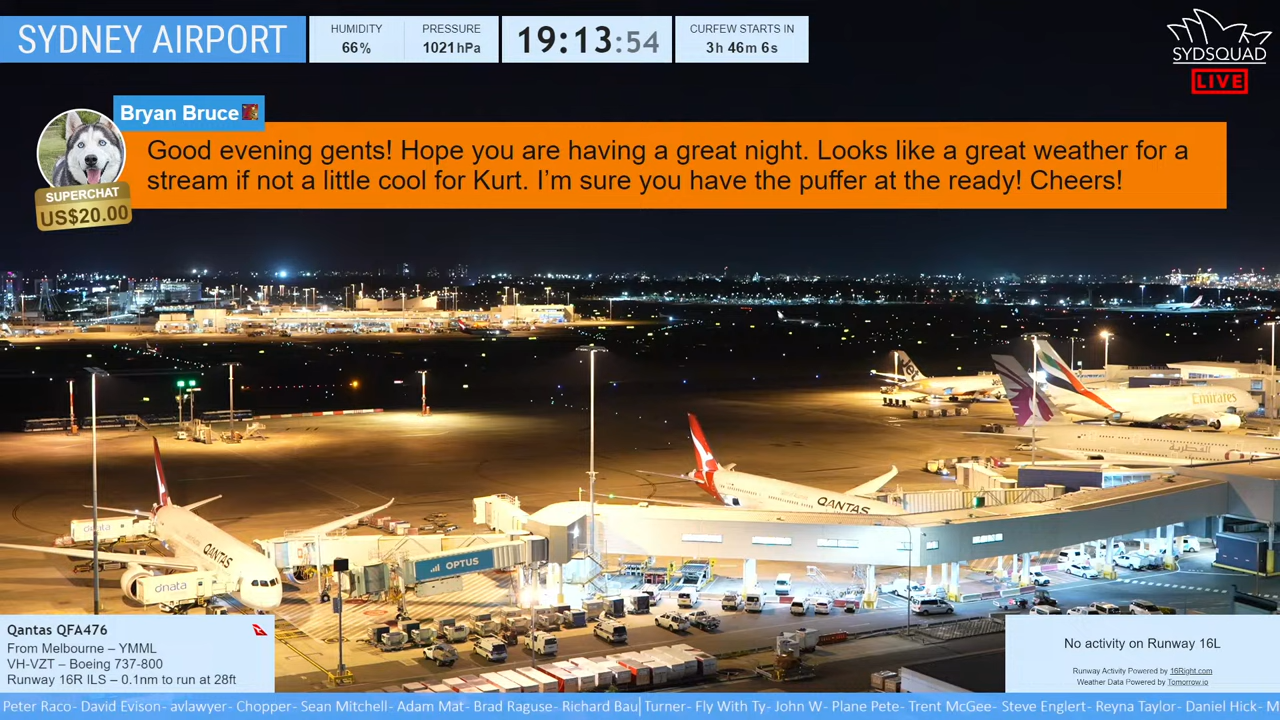 SYDNEY AIRPORT
HUMIDITY
66%
PRESSURE
1021hPa
19:13:54
CURFEW STARTS IN
3h 46m 6s
SYDSQUAD
LIVE
Bryan Bruce
Good evening gents! Hope you are having a great night. Looks like a great weather for a
stream if not a little cool for Kurt. I'm sure you have the puffer at the ready! Cheers!
SUPERCHAT
US$20.00
Emirates
QANTAS
QANTAS
dnata
dnata
OPTUS
Qantas QFA476
From Melbourne – YMML
VH-VZT – Boeing 737-800
Runway 16R ILS – 0.1nm to run at 28ft
No activity on Runway 16L
Runway Activity Powered by 16Right.com
Weather Data Powered by Tomorrow.io
Peter Raco- David Evison- avlawyer- Chopper- Sean Mitchell- Adam Mat- Brad Raguse- Richard Bau Turner- Fly With Ty- John W- Plane Pete- Trent McGee- Steve Englert- Reyna Taylor- Daniel Hick- M